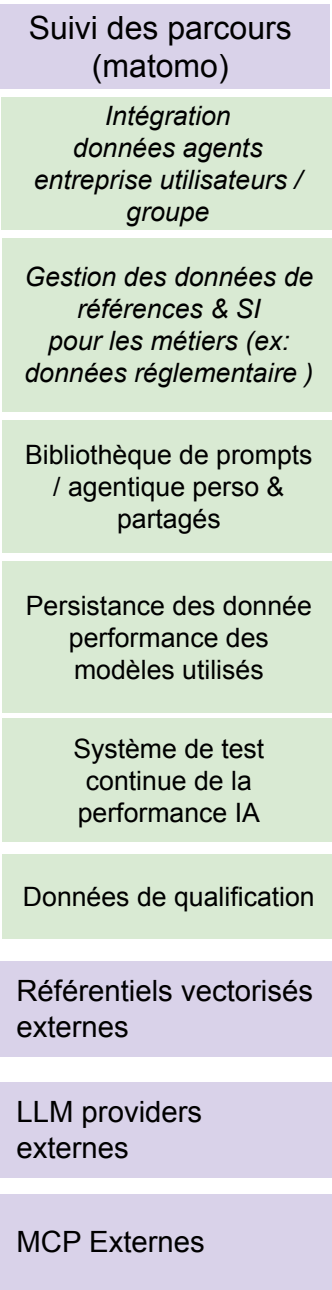 Suivi des parcours
(matomo)
Intégration
données agents
entreprise utilisateurs /
groupe
Gestion des données de
références & SI
pour les métiers (ex:
données réglementaire )
Bibliothèque de prompts
/ agentique perso &
partagés
Persistance des donnée
performance des
modèles utilisés
Système de test
continue de la
performance IA
Données de qualification
Référentiels vectorisés
externes
LLM providers
externes
MCP Externes